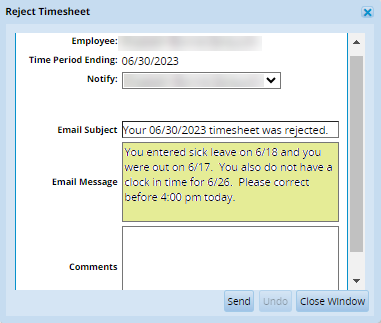 Reject Timesheet
Employee:
Time Period Ending: 06/30/2023
Notify:
Email Subject Your 06/30/2023 timesheet was rejected.
You entered sick leave on 6/18 and you
were out on 6/17. You also do not have a
Email Message clock in time for 6/26. Please correct
before 4:00 pm today.
Comments
Send Undo Close Window